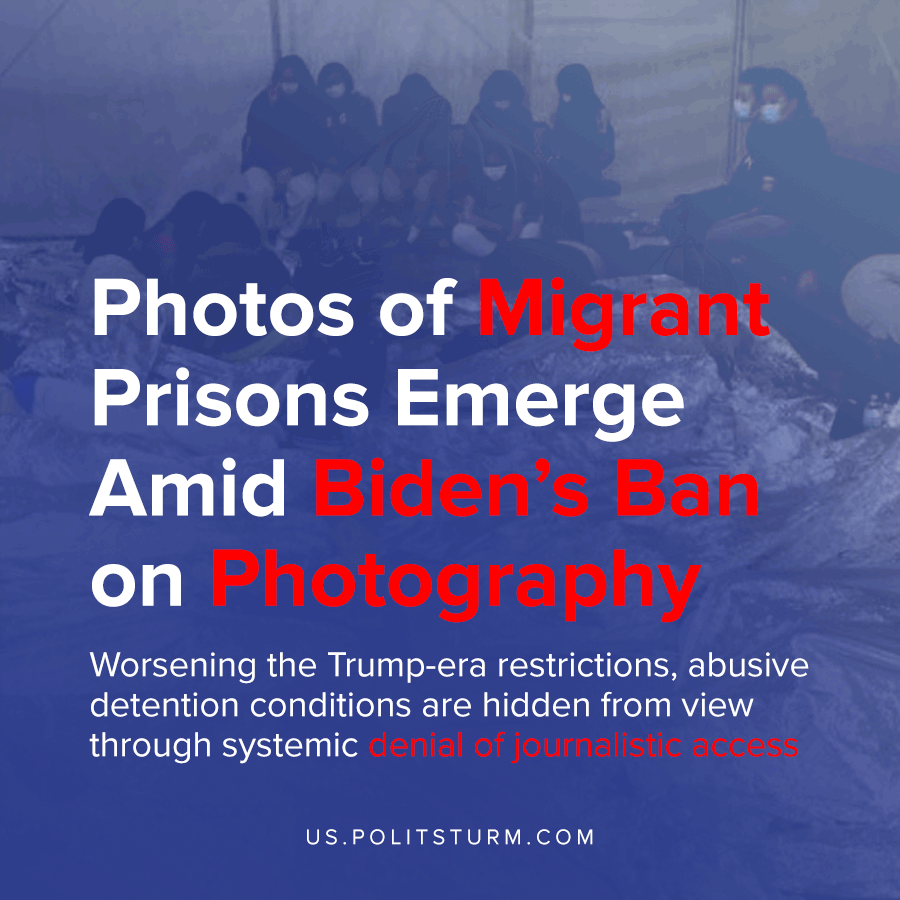 Photos of Migrant
Prisons Emerge
Amid Biden’s Ban
on Photography
Worsening the Trump-era restrictions, abusive
detention conditions are hidden from view
through systemic denial of journalistic access
US.POLITSTURM.COM